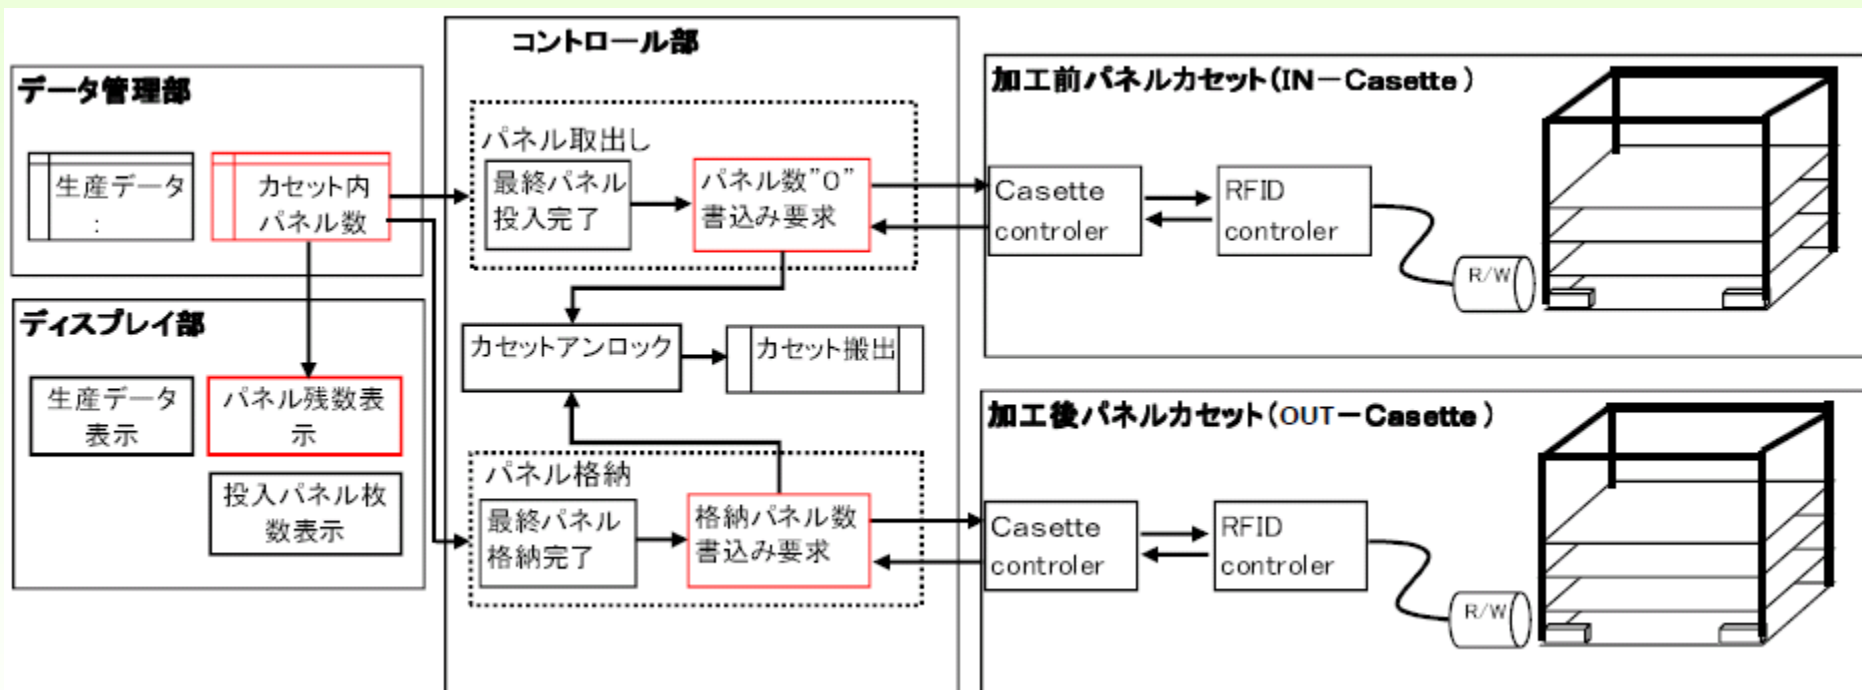 データ管理部
生産データ
:
カセット内
パネル数
ディスプレイ部
生産データ
表示
パネル残数表
示
投入パネル枚
数表示
コントロール部
パネル取出し
最終パネル
投入完了
パネル数"0"
書込み要求
カセットアンロック
カセット搬出
パネル格納
最終パネル
格納完了
格納パネル数
書込み要求
加工前パネルカセット(IN-Casette)
Casette
controler
RFID
controler
R/W
加工後パネルカセット(OUT-Casette)
Casette
controler
RFID
controler
R/W